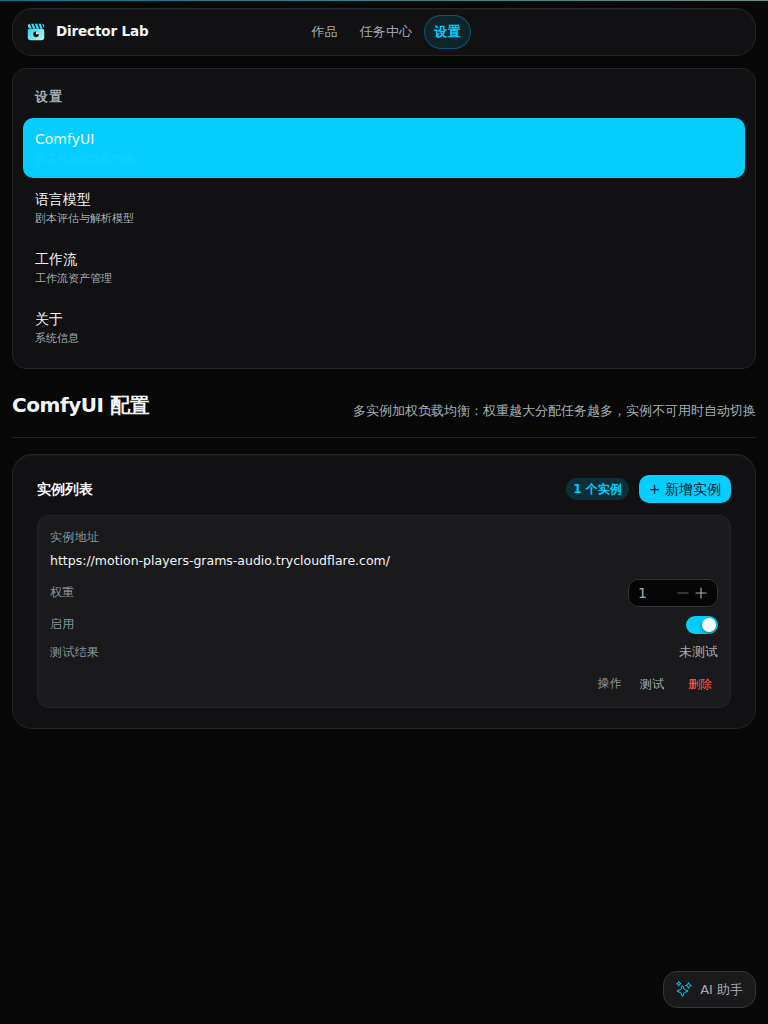 Director Lab
作品
任务中心
设置
设置
ComfyUI
语言模型
剧本评估与解析模型
工作流
工作流资产管理
关于
系统信息
ComfyUI 配置
多实例加权负载均衡：权重越大分配任务越多，实例不可用时自动切换
实例列表
1 个实例
+ 新增实例
实例地址
https://motion-players-grams-audio.trycloudflare.com/
权重
1
启用
测试结果
未测试
操作
测试
删除
AI 助手